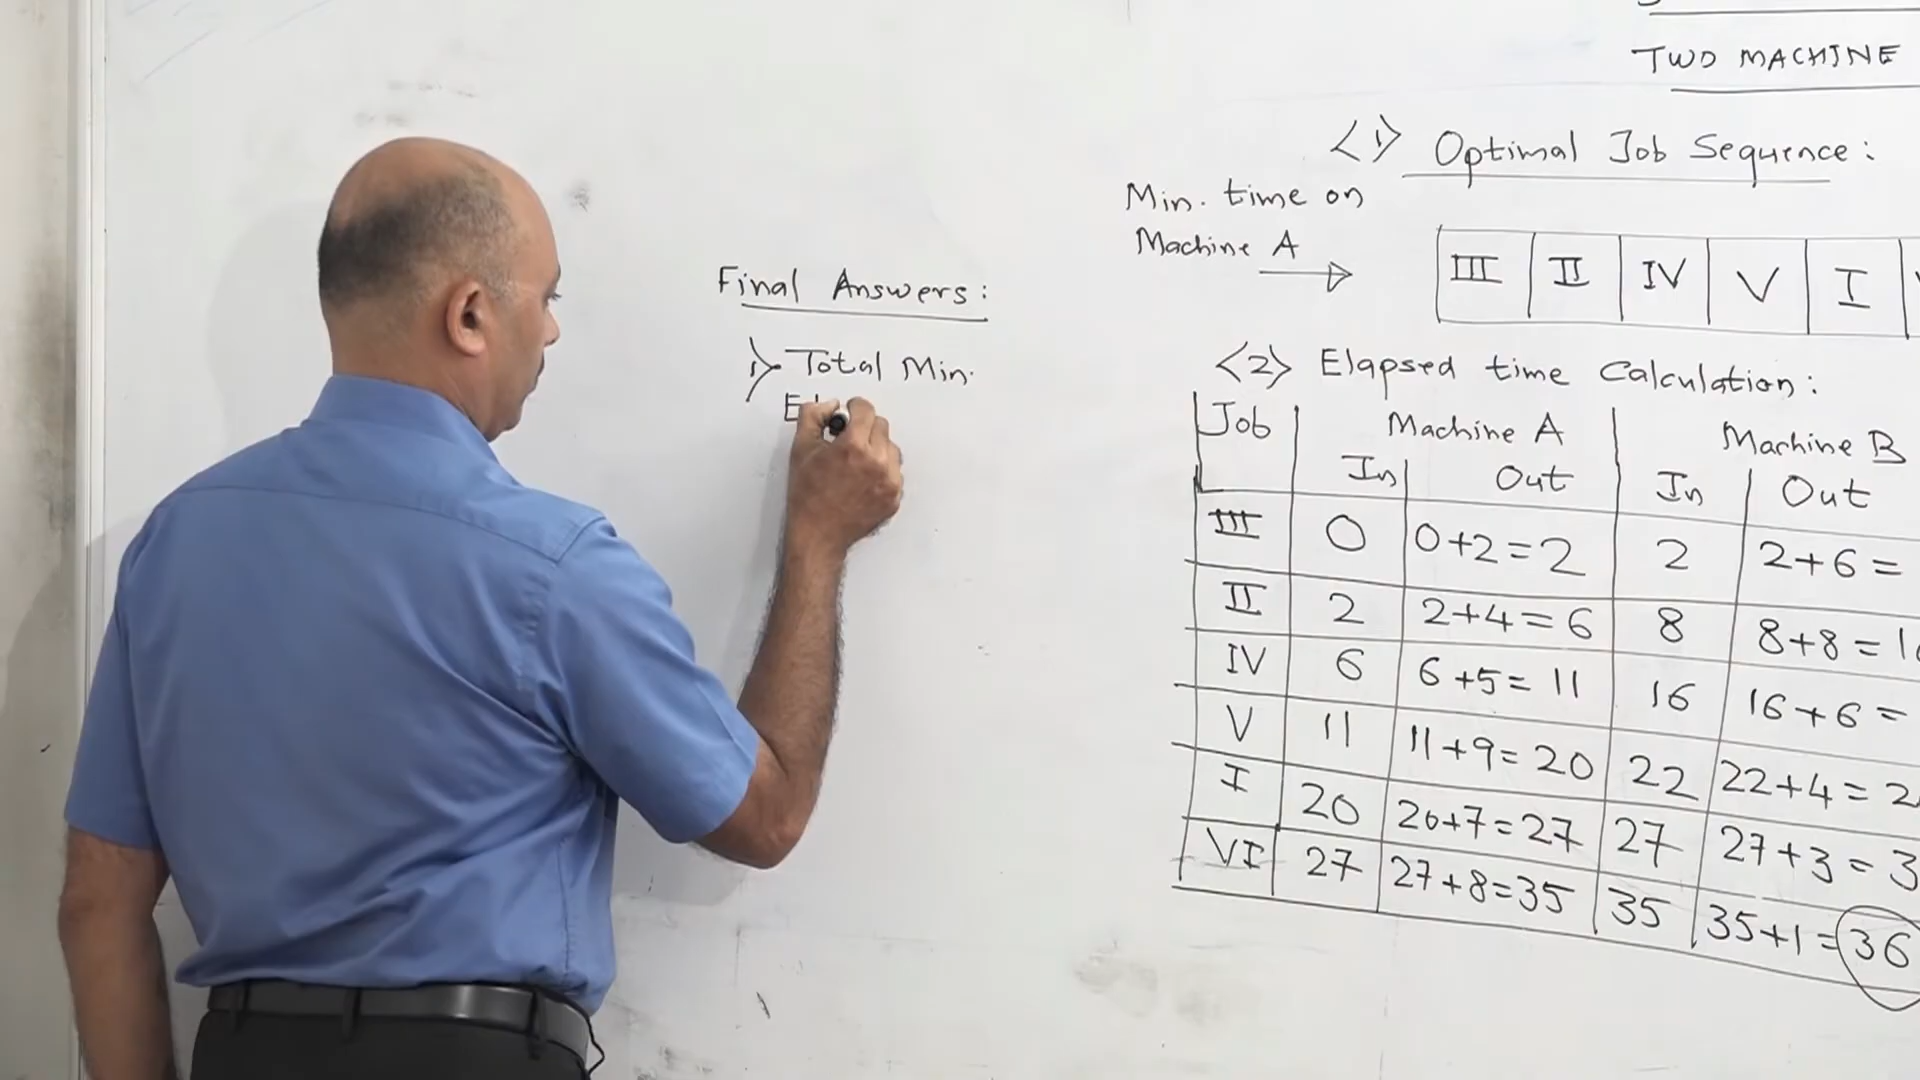 TWO MACHINE
<1> Optimal Job Sequence:
Min. time on
Machine A
III II IV V I
Final Answers:
1> Total Min.
<2> Elapsed time Calculation:
Job Machine A Machine B
In Out In Out
III 0 0+2=2 2 2+6=
II 2 2+4=6 8 8+8=
IV 6 6+5=11 16 16+6=
V 11 11+9=20 22 22+4=2
I 20 20+7=27 27 27+3=3
VI 27 27+8=35 35 35+1=36